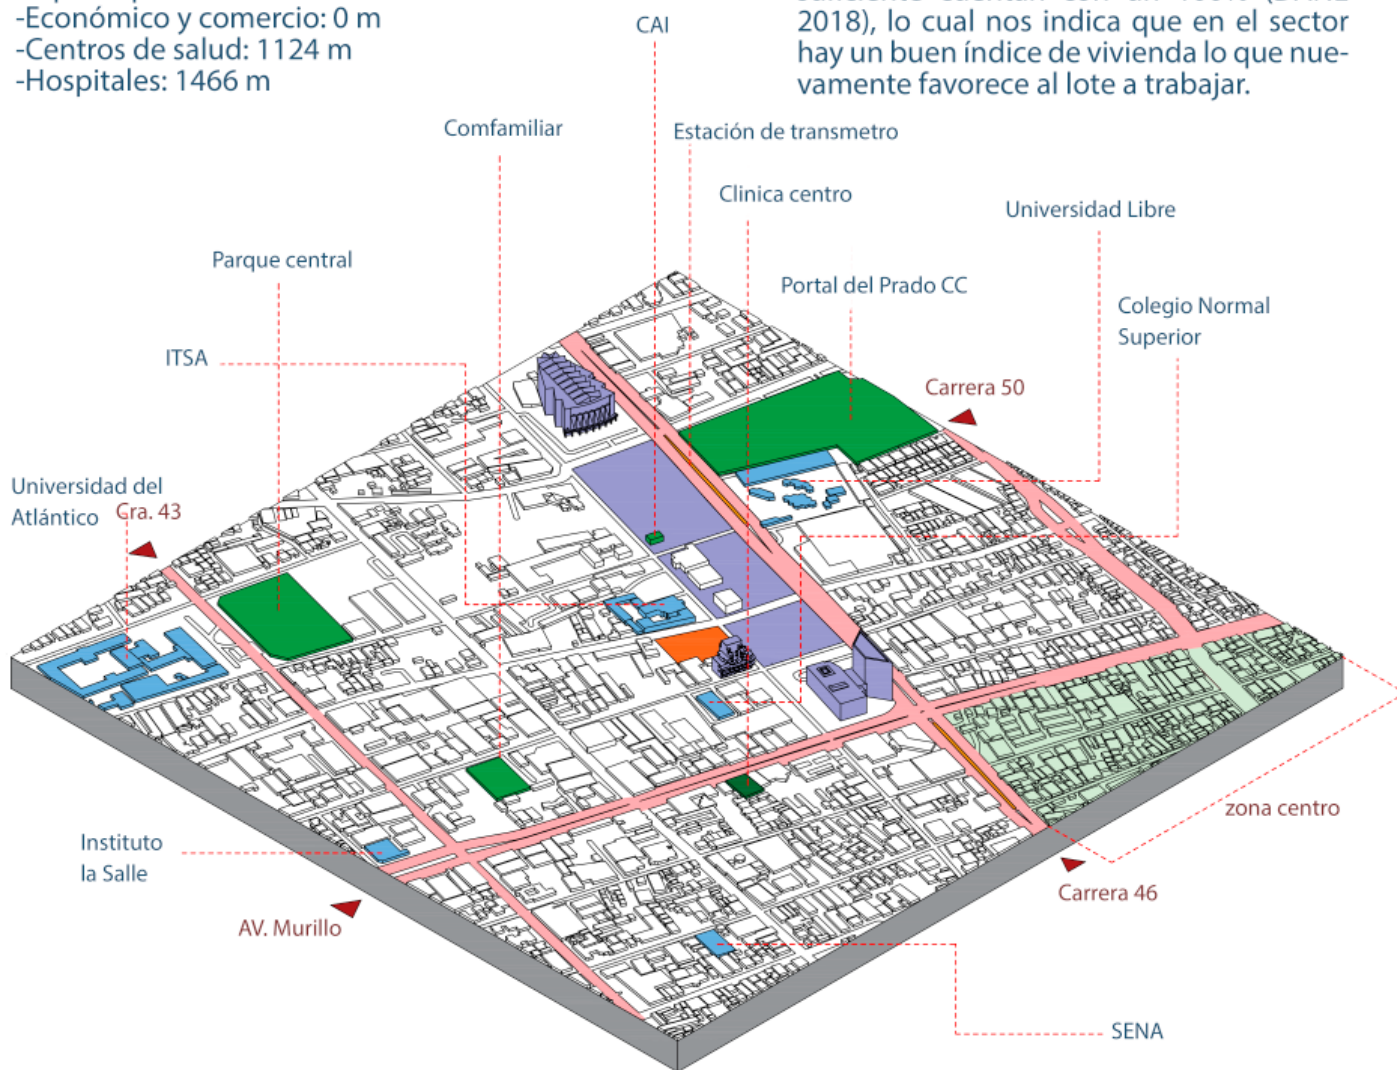 -Económico y comercio: 0 m
-Centros de salud: 1124 m
-Hospitales: 1466 m
2018), lo cual nos indica que en el sector
hay un buen índice de vivienda lo que nue-
vamente favorece al lote a trabajar.
CAI
Comfamiliar
Estación de transmetro
Clinica centro
Universidad Libre
Parque central
Portal del Prado CC
Colegio Normal
Superior
ITSA
Carrera 50
Universidad del
Atlántico
Cra. 43
Instituto
la Salle
zona centro
Carrera 46
AV. Murillo
SENA